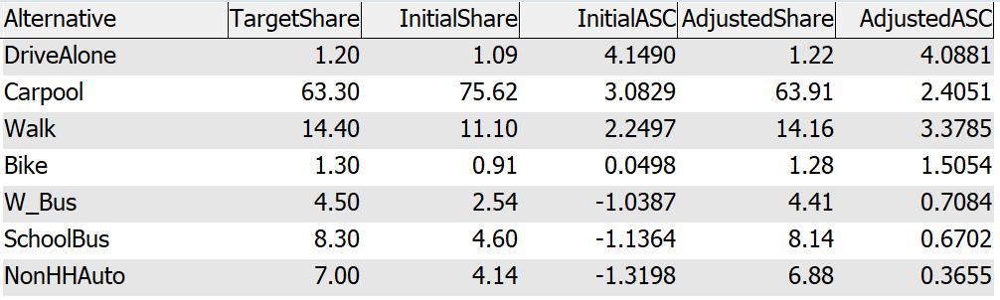 Alternative TargetShare InitialShare InitialASC AdjustedShare AdjustedASC
DriveAlone 1.20 1.09 4.1490 1.22 4.0881
Carpool 63.30 75.62 3.0829 63.91 2.4051
Walk 14.40 11.10 2.2497 14.16 3.3785
Bike 1.30 0.91 0.0498 1.28 1.5054
W_Bus 4.50 2.54 -1.0387 4.41 0.7084
SchoolBus 8.30 4.60 -1.1364 8.14 0.6702
NonHHAuto 7.00 4.14 -1.3198 6.88 0.3655